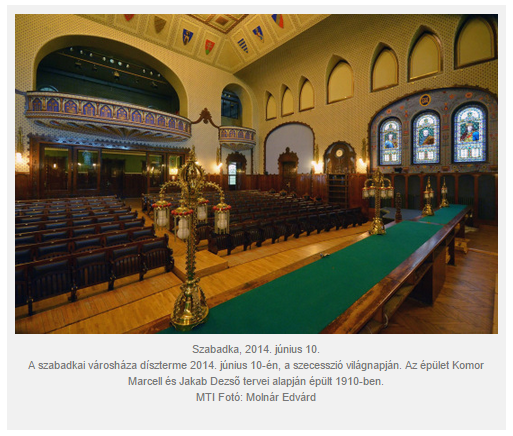 Szabadka, 2014. június 10.
A szabadkai városháza díszterme 2014. június 10-én, a szecesszió világnapján. Az épület Komor
Marcell és Jakab Dezső tervei alapján épült 1910-ben.
MTI Fotó: Molnár Edvárd